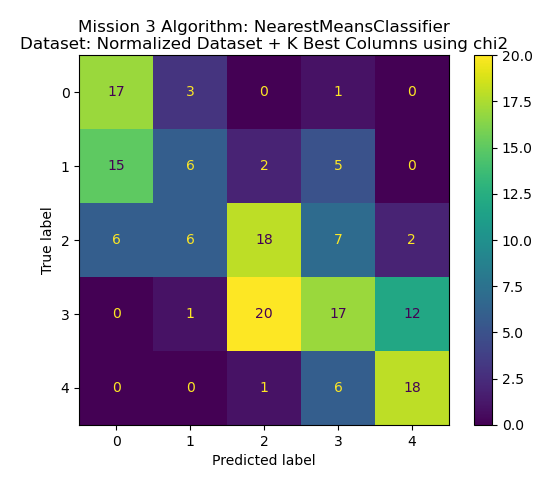 Mission 3 Algorithm: NearestMeansClassifier
Dataset: Normalized Dataset + K Best Columns using chi2
0 17 3 0 1 0
1 15 6 2 5 0
2 6 6 18 7 2
3 0 1 20 17 12
4 0 0 1 6 18
0 1 2 3 4
Predicted label
True label
20.0
17.5
15.0
12.5
10.0
7.5
5.0
2.5
0.0